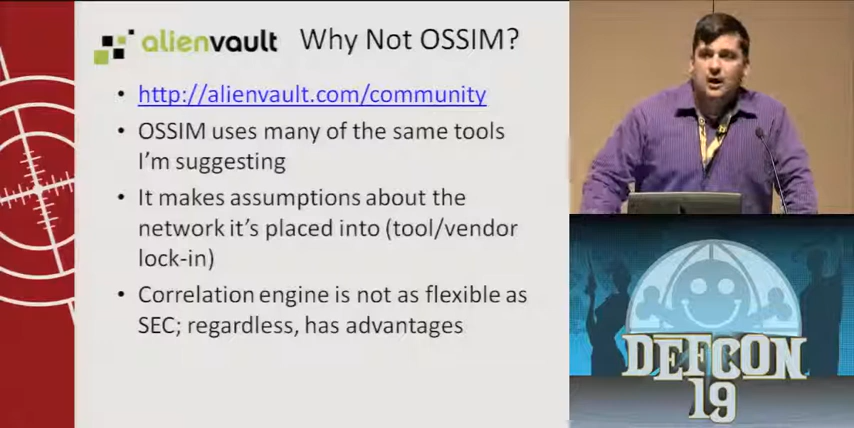 alienvault Why Not OSSIM?
• http://alienvault.com/community
• OSSIM uses many of the same tools
I'm suggesting
• It makes assumptions about the
network it's placed into (tool/vendor
lock-in)
• Correlation engine is not as flexible as
SEC; regardless, has advantages
DEFCON
19